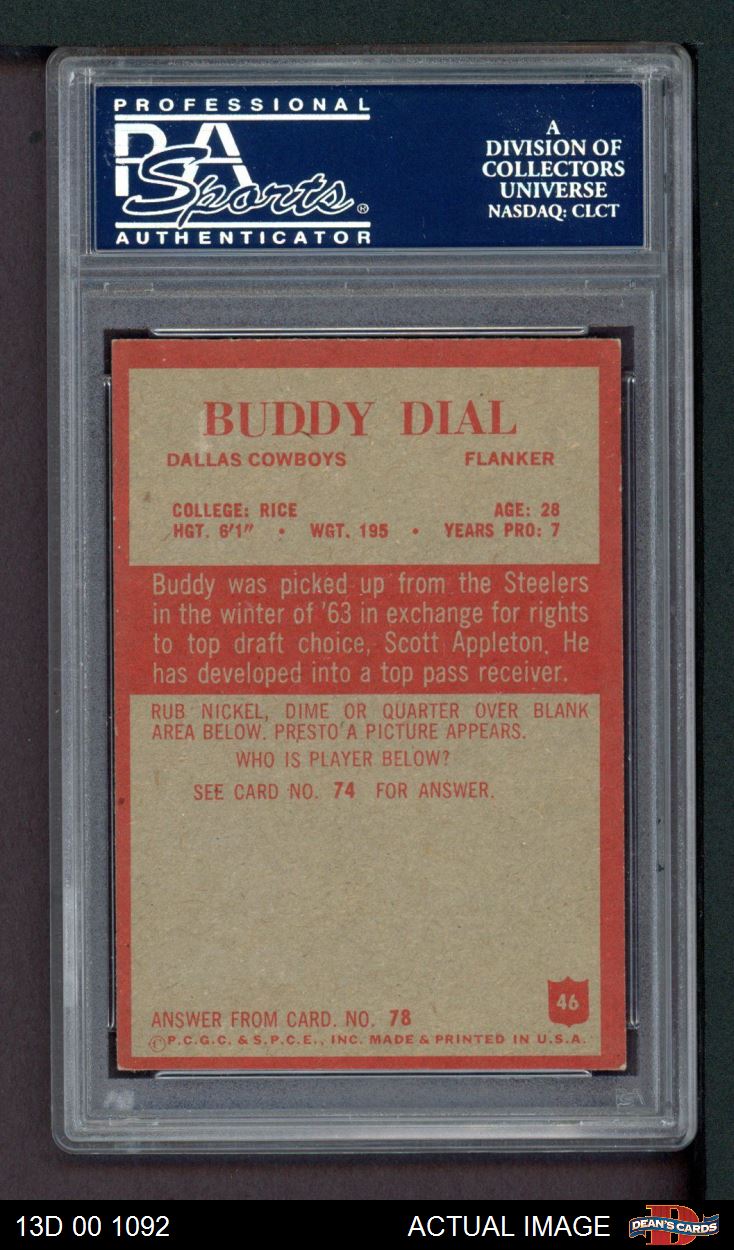 PROFESSIONAL
PSA
Sports®
AUTHENTICATOR
A
DIVISION OF
COLLECTORS
UNIVERSE
NASDAQ: CLCT
BUDDY DIAL
DALLAS COWBOYS FLANKER
COLLEGE: RICE AGE: 28
HGT. 6'1" • WGT. 195 • YEARS PRO: 7
Buddy was picked up from the Steelers
in the winter of '63 in exchange for rights
to top draft choice, Scott Appleton. He
has developed into a top pass receiver.
RUB NICKEL, DIME OR QUARTER OVER BLANK
AREA BELOW. PRESTO'A PICTURE APPEARS.
WHO IS PLAYER BELOW?
SEE CARD NO. 74 FOR ANSWER.
46
ANSWER FROM CARD. NO. 78
©P.C.G.C. & S.P.C.E., INC. MADE & PRINTED IN U.S.A.
13D 00 1092 ACTUAL IMAGE
DEAN'S CARDS